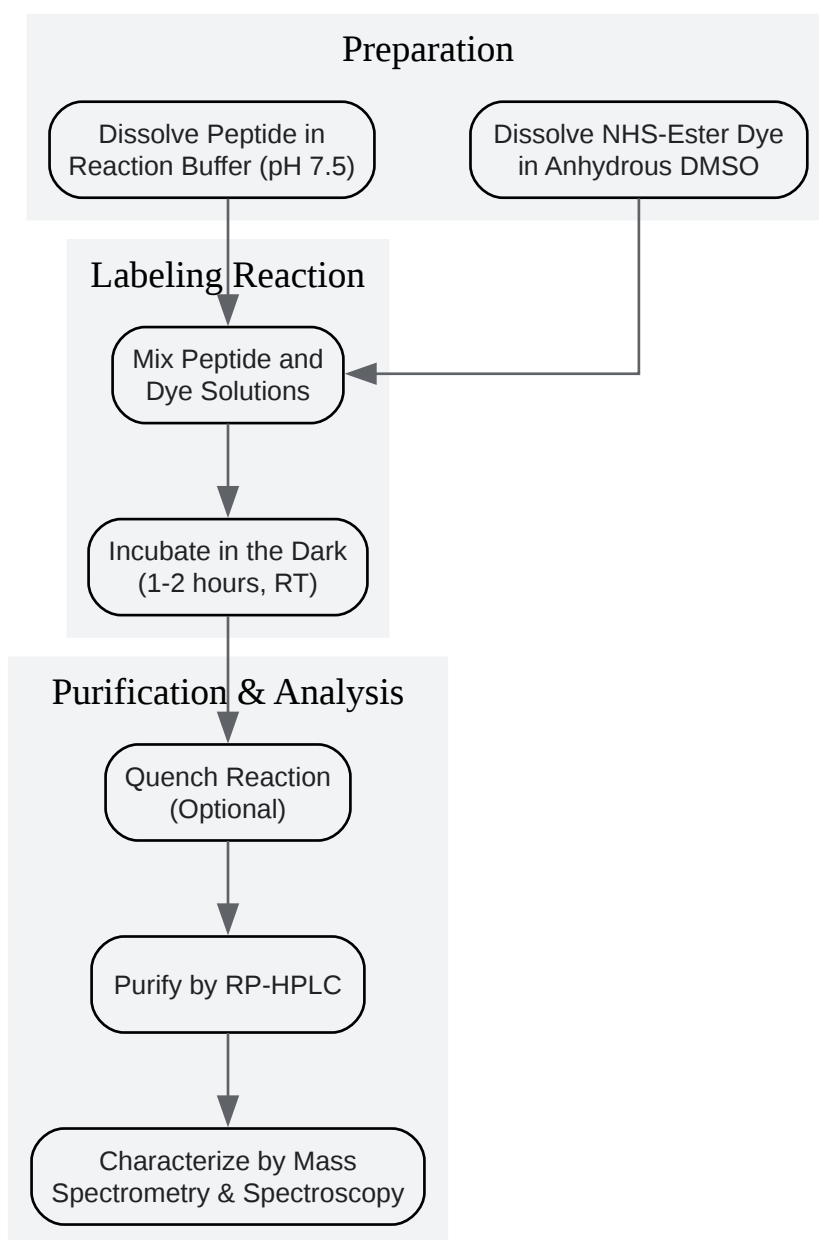 Preparation
Dissolve Peptide in
Reaction Buffer (pH 7.5)
Dissolve NHS-Ester Dye
in Anhydrous DMSO
Labeling Reaction
Mix Peptide and
Dye Solutions
Incubate in the Dark
(1-2 hours, RT)
Purification & Analysis
Quench Reaction
(Optional)
Purify by RP-HPLC
Characterize by Mass
Spectrometry & Spectroscopy